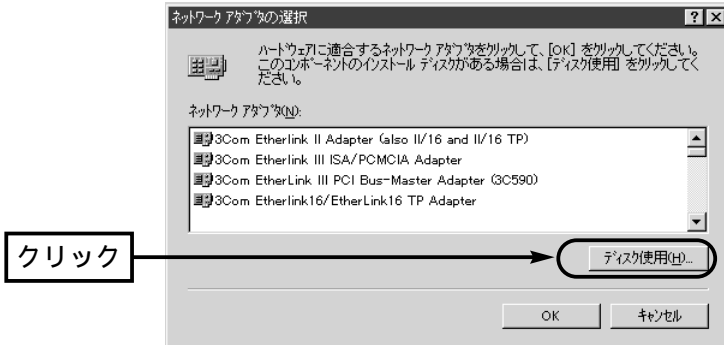 ネットワーク アダプタの選択
ハードウェアに適合するネットワーク アダプタをクリックして、[OK] をクリックしてください。
このコンポーネントのインストール ディスクがある場合は、[ディスク使用] をクリックしてく
ださい。
ネットワーク アダプタ(N):
3Com Etherlink II Adapter (also II/16 and II/16 TP)
3Com Etherlink III ISA/PCMCIA Adapter
3Com EtherLink III PCI Bus-Master Adapter (3C590)
3Com Etherlink16/EtherLink16 TP Adapter
クリック
ディスク使用(H)...
OK
キャンセル